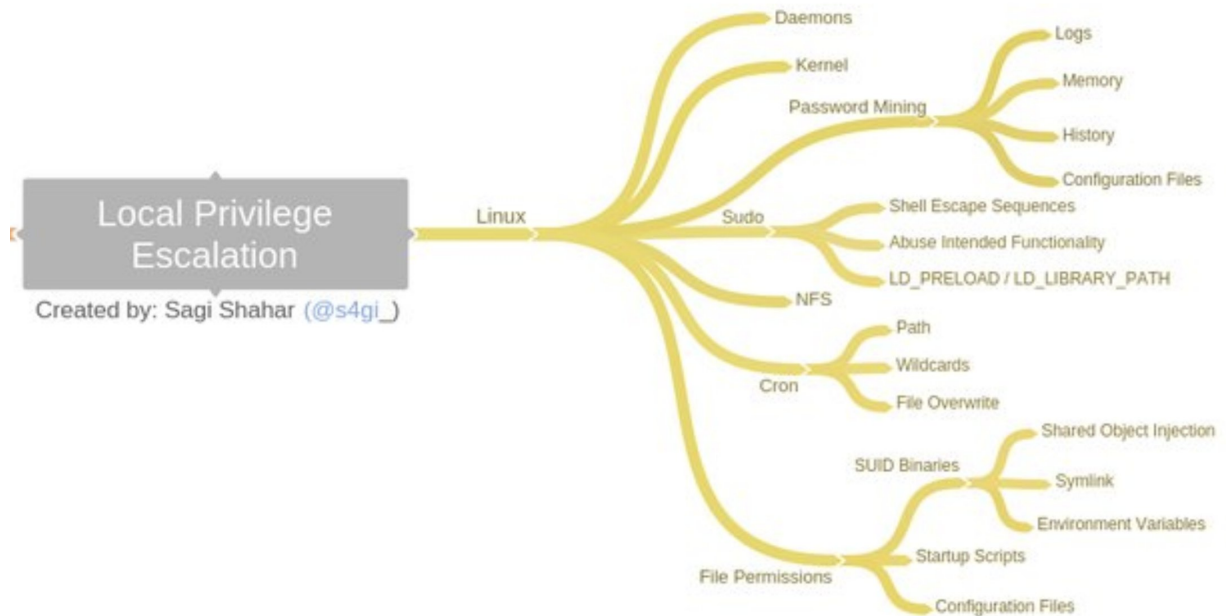 Local Privilege
Escalation
Created by: Sagi Shahar (@s4gi_)
Linux
Daemons
Kernel
Password Mining
Logs
Memory
History
Configuration Files
Sudo
Shell Escape Sequences
Abuse Intended Functionality
LD_PRELOAD / LD_LIBRARY_PATH
NFS
Cron
Path
Wildcards
File Overwrite
File Permissions
SUID Binaries
Shared Object Injection
Symlink
Environment Variables
Startup Scripts
Configuration Files